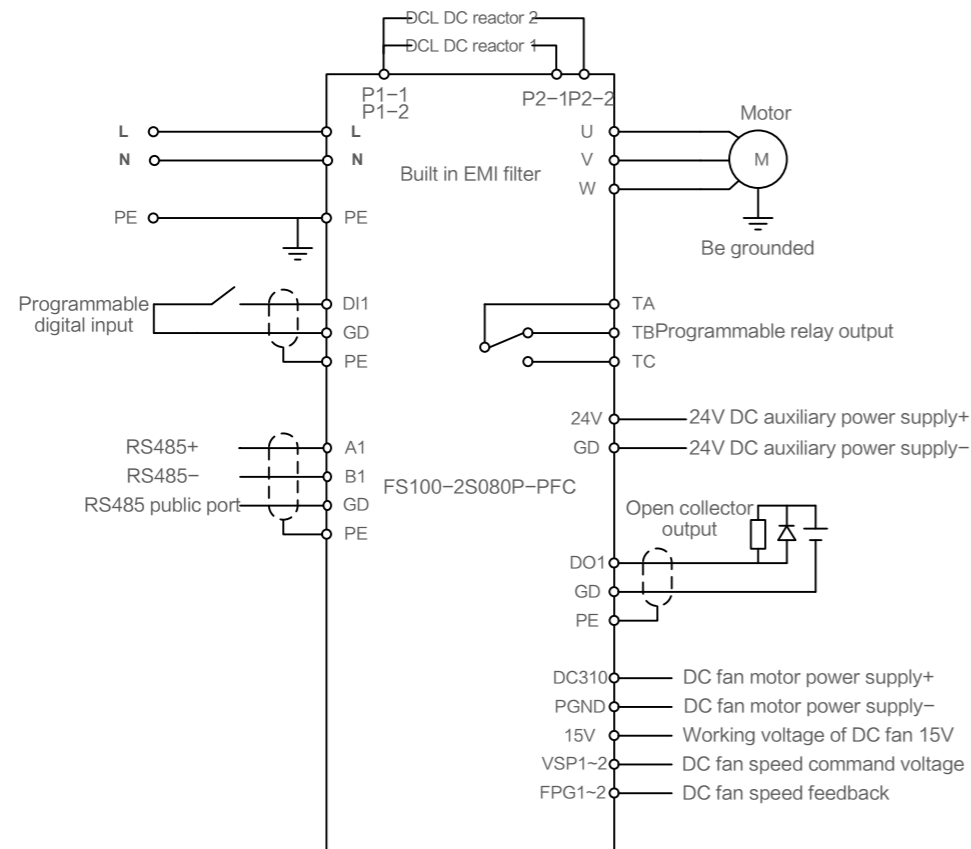 DCL DC reactor 2
DCL DC reactor 1
P1-1
P1-2
P2-1P2-2
L
L
N
N
PE
PE
Built in EMI filter
U
V
W
Motor
M
Be grounded
Programmable
digital input
DI1
GD
PE
TA
TBProgrammable relay output
TC
24V
24V DC auxiliary power supply+
GD
24V DC auxiliary power supply-
RS485+
A1
RS485-
B1
RS485 public port
GD
PE
FS100-2S080P-PFC
Open collector
output
DO1
GD
PE
DC310
DC fan motor power supply+
PGND
DC fan motor power supply-
15V
Working voltage of DC fan 15V
VSP1~2
DC fan speed command voltage
FPG1~2
DC fan speed feedback